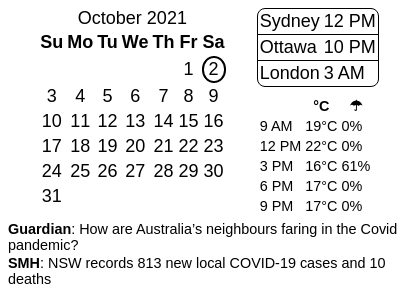 October 2021
Su Mo Tu We Th Fr Sa
1 2
3 4 5 6 7 8 9
10 11 12 13 14 15 16
17 18 19 20 21 22 23
24 25 26 27 28 29 30
31
Sydney 12 PM
Ottawa 10 PM
London 3 AM
°C ☂
9 AM 19°C 0%
12 PM 22°C 0%
3 PM 16°C 61%
6 PM 17°C 0%
9 PM 17°C 0%
Guardian: How are Australia’s neighbours faring in the Covid
pandemic?
SMH: NSW records 813 new local COVID-19 cases and 10
deaths